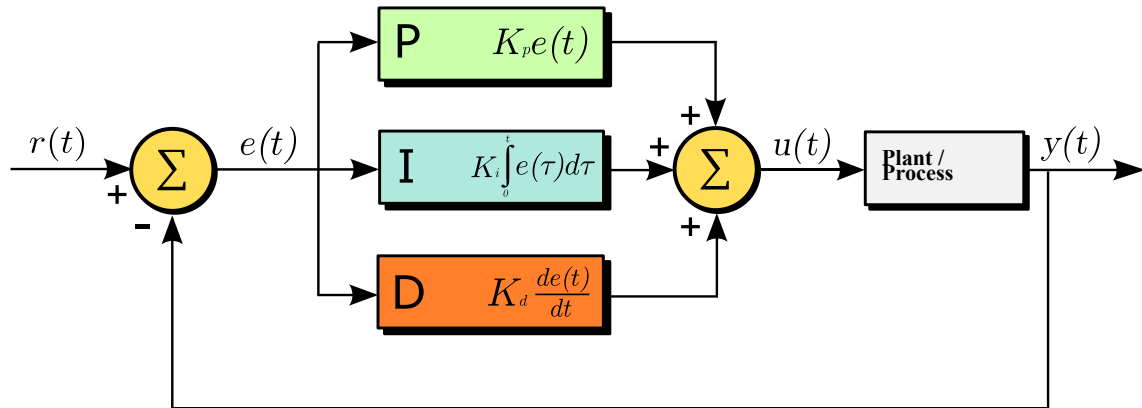 P K_p e(t)
r(t)
+
-
Σ
e(t)
I K_i ∫_0^t e(τ)dτ
D K_d de(t)/dt
+
+
+
Σ
u(t)
Plant /
Process
y(t)